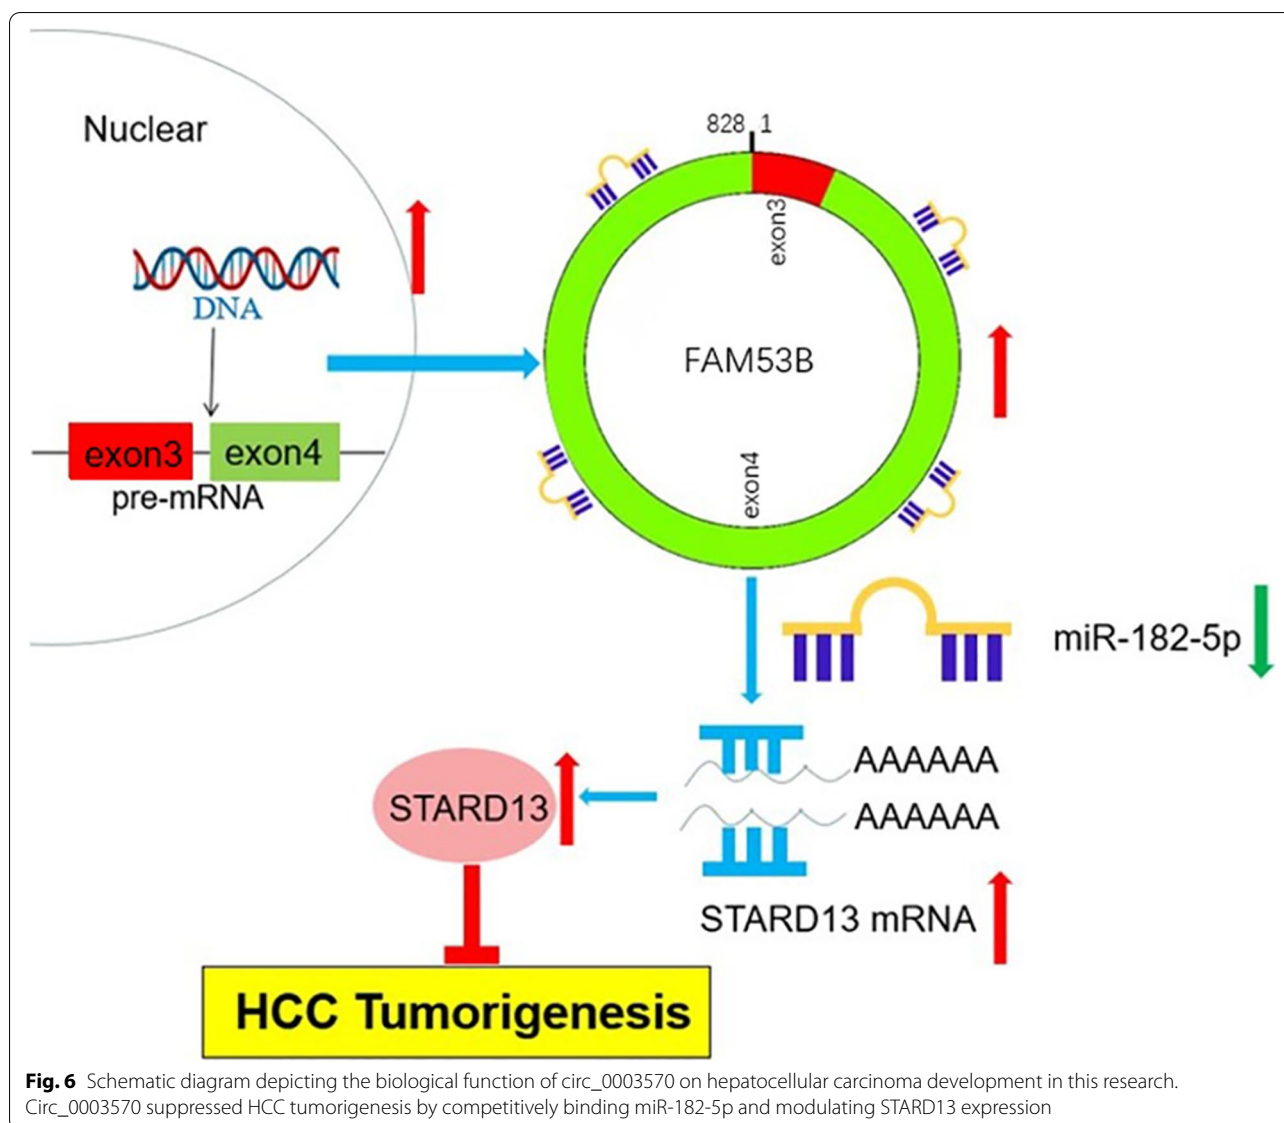 Nuclear
828 1
exon3
DNA
FAM53B
exon3 exon4
pre-mRNA
exon4
miR-182-5p
AAAAAA
STARD13
AAAAAA
STARD13 mRNA
HCC Tumorigenesis
Fig. 6 Schematic diagram depicting the biological function of circ_0003570 on hepatocellular carcinoma development in this research.
Circ_0003570 suppressed HCC tumorigenesis by competitively binding miR-182-5p and modulating STARD13 expression